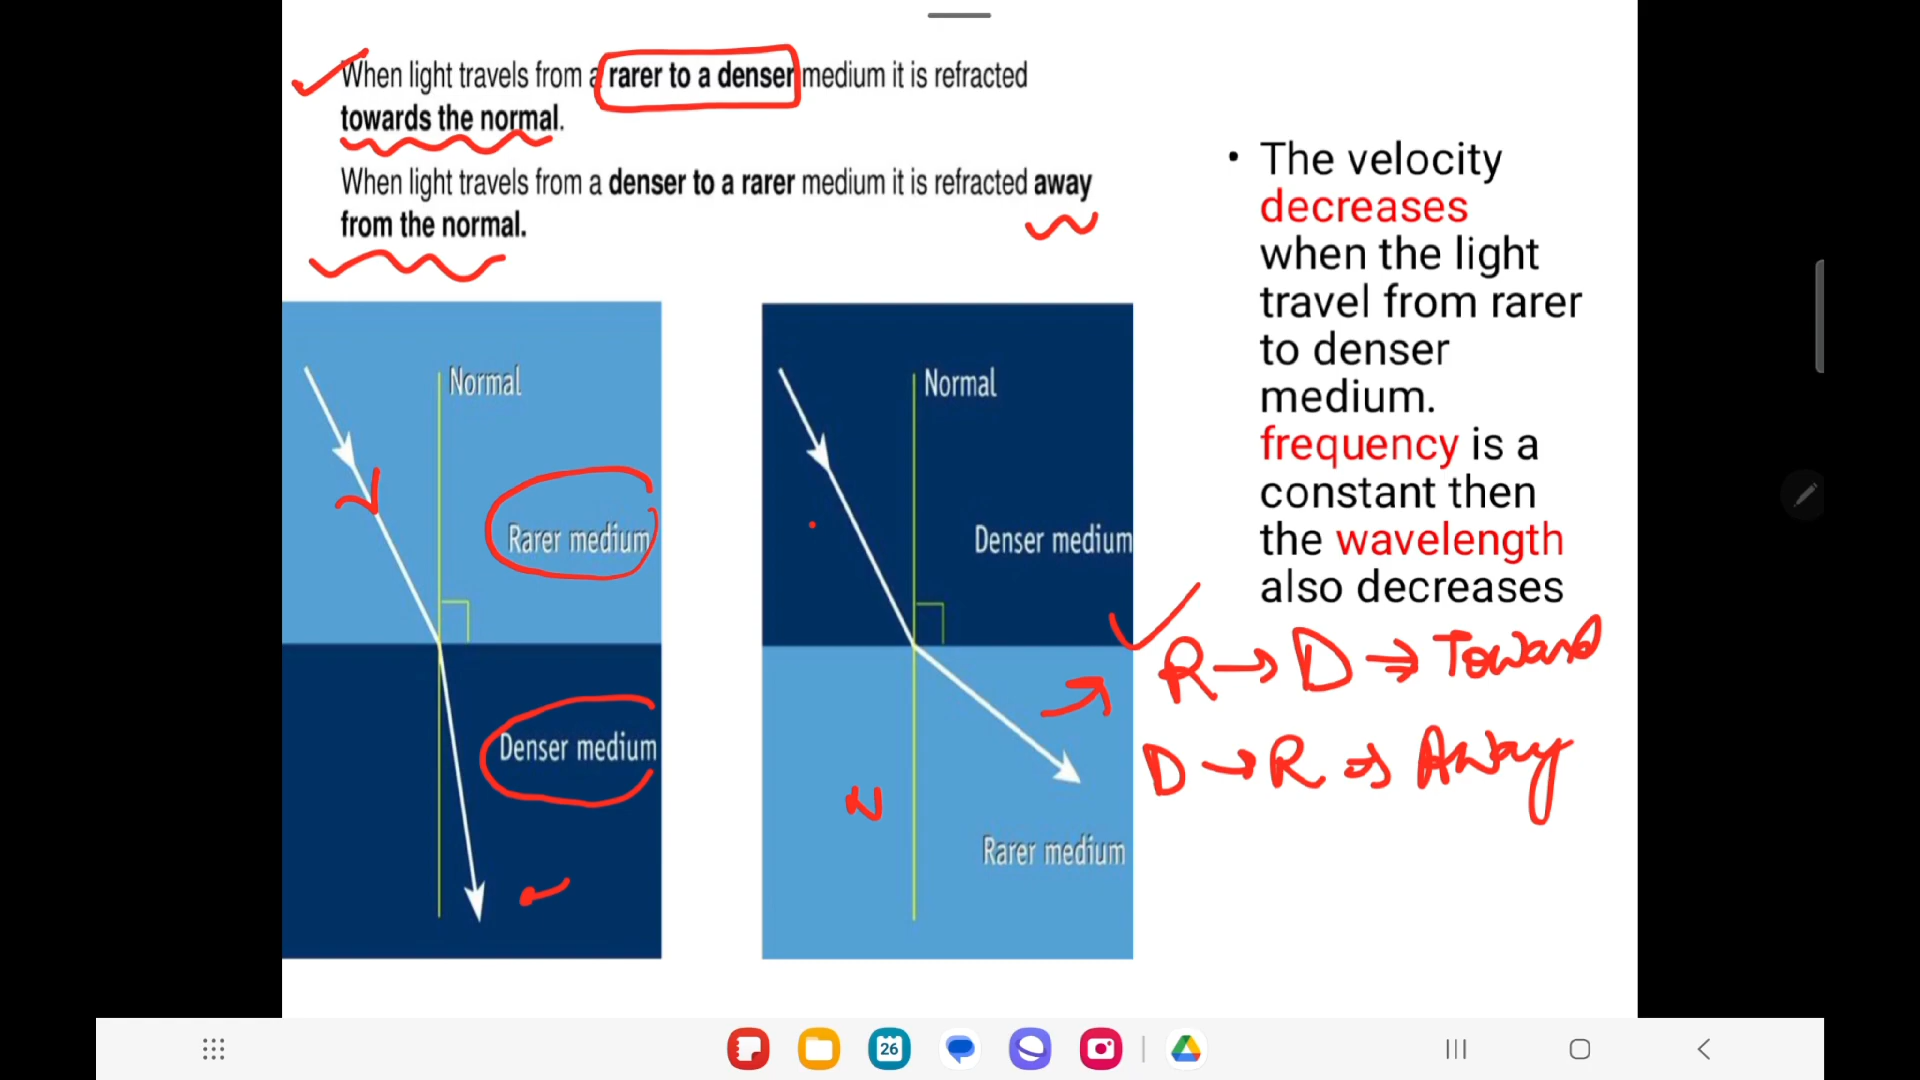 When light travels from a rarer to a denser medium it is refracted
towards the normal.
When light travels from a denser to a rarer medium it is refracted away
from the normal.
Normal
Rarer medium
Denser medium
Normal
Denser medium
Rarer medium
• The velocity
decreases
when the light
travel from rarer
to denser
medium.
frequency is a
constant then
the wavelength
also decreases
R → D ⇒ Toward
D → R ⇒ Away
26